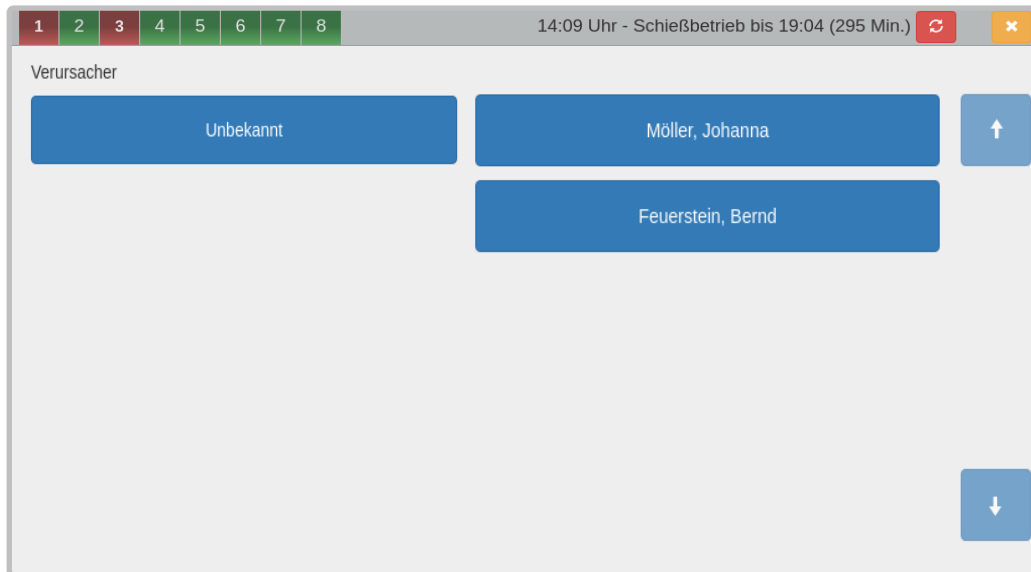 1 2 3 4 5 6 7 8 14:09 Uhr - Schießbetrieb bis 19:04 (295 Min.)
Verursacher
Unbekannt Möller, Johanna
Feuerstein, Bernd